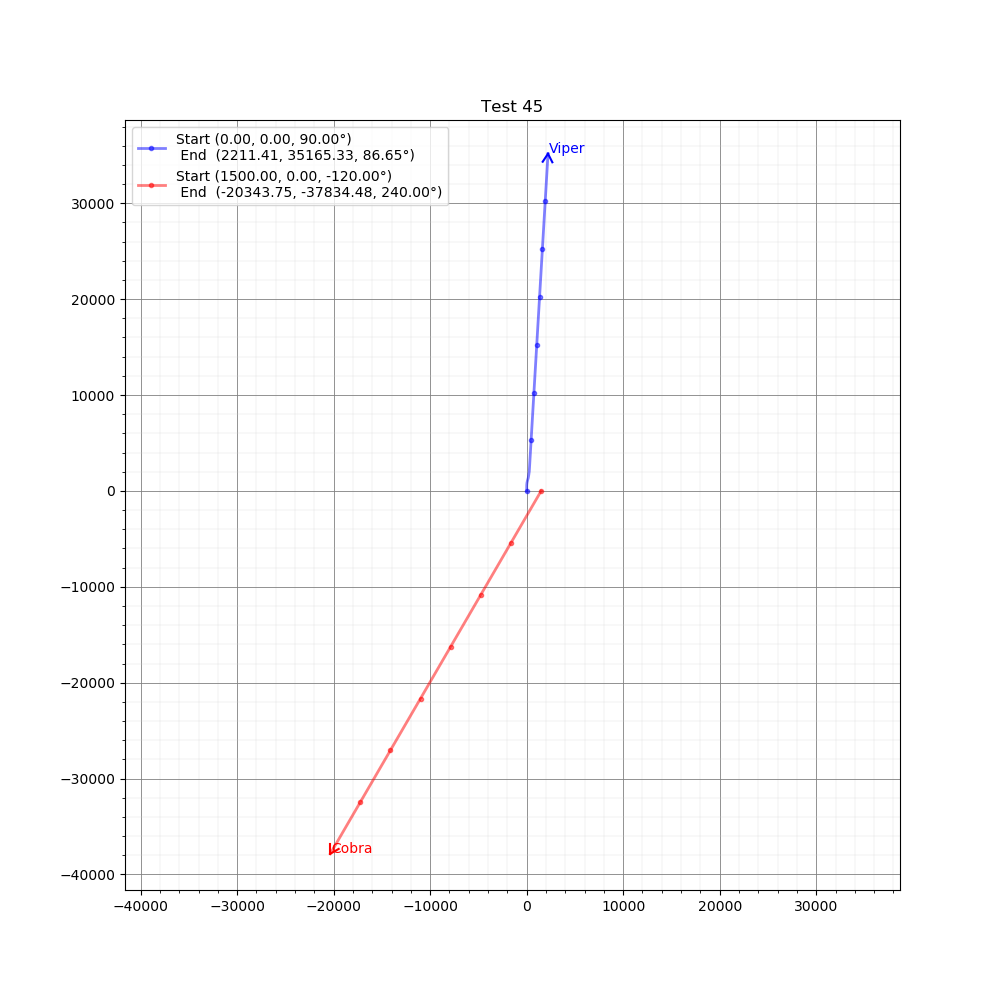 Test 45
Start (0.00, 0.00, 90.00°)
End (2211.41, 35165.33, 86.65°)
Start (1500.00, 0.00, -120.00°)
End (-20343.75, -37834.48, 240.00°)
Viper
30000
20000
10000
0
−10000
−20000
−30000
−40000
Cobra
−40000 −30000 −20000 −10000 0 10000 20000 30000